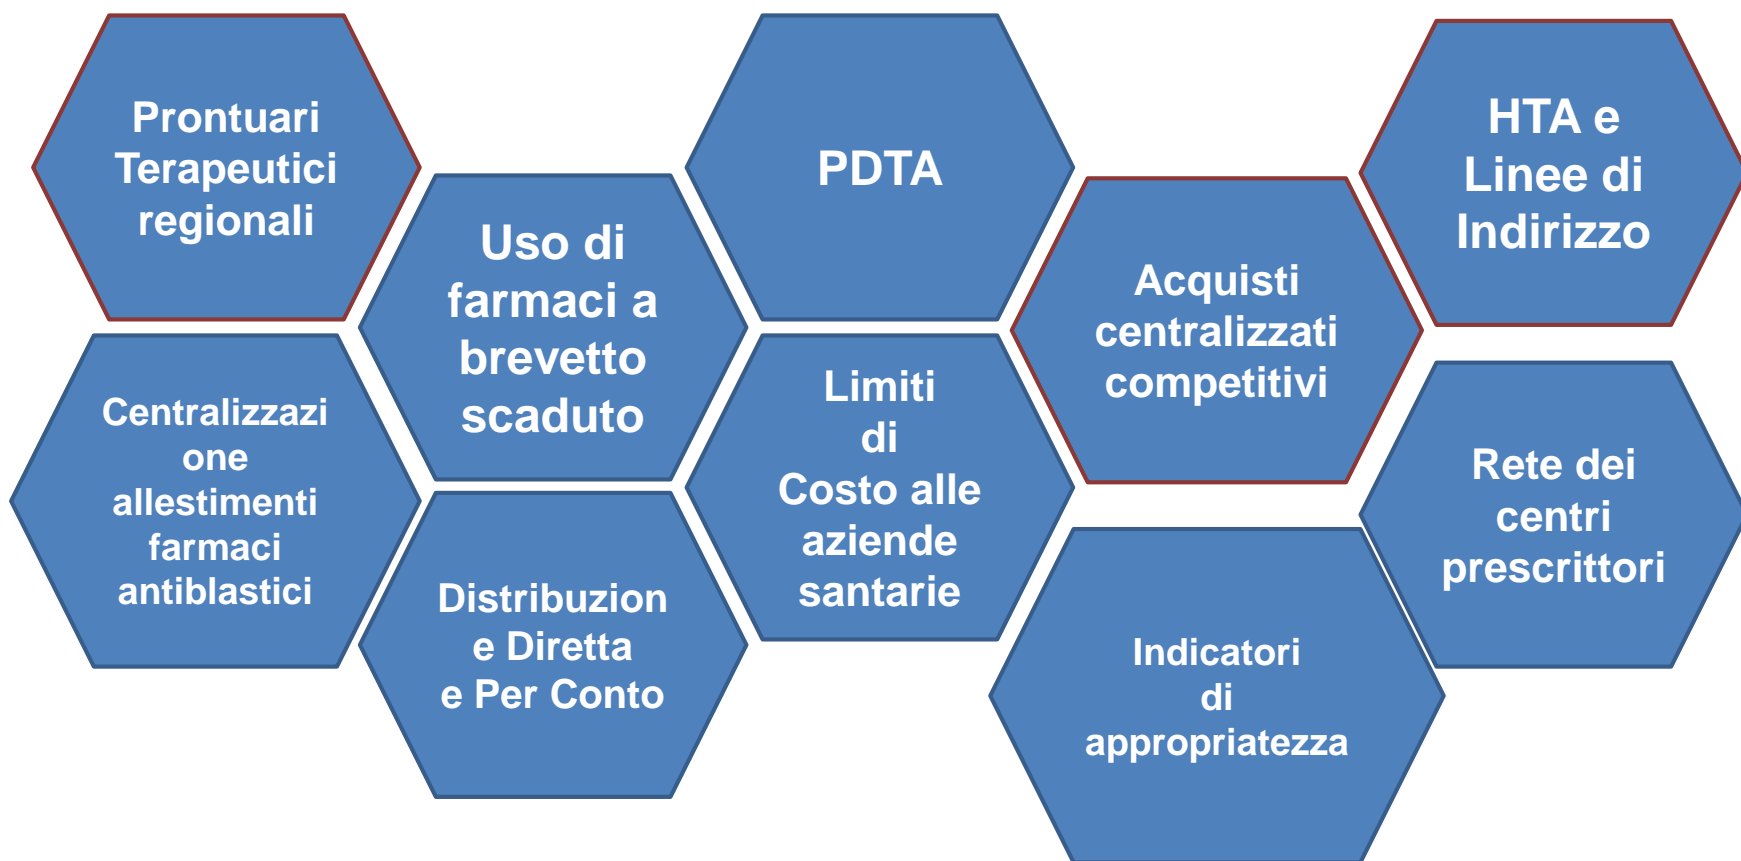 Prontuari
Terapeutici
regionali
Uso di
farmaci a
brevetto
scaduto
PDTA
Acquisti
centralizzati
competitivi
HTA e
Linee di
Indirizzo
Centralizzazi
one
allestimenti
farmaci
antiblastici
Distribuzion
e Diretta
e Per Conto
Limiti
di
Costo alle
aziende
santarie
Indicatori
di
appropriatezza
Rete dei
centri
prescrittori